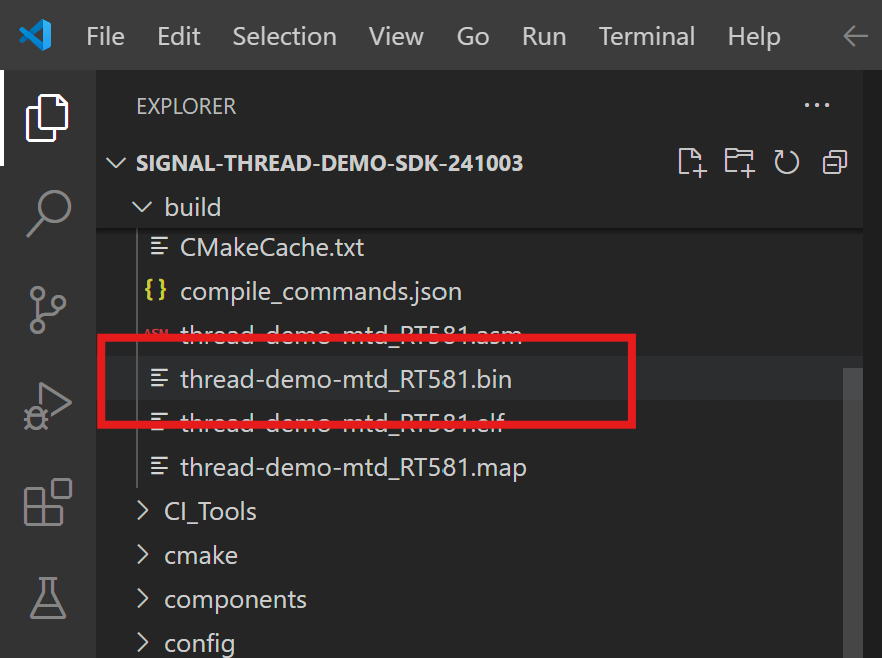 File Edit Selection View Go Run Terminal Help
EXPLORER
SIGNAL-THREAD-DEMO-SDK-241003
build
CMakeCache.txt
{} compile_commands.json
ASM thread-demo-mtd_RT581.asm
thread-demo-mtd_RT581.bin
thread-demo-mtd_RT581.elf
thread-demo-mtd_RT581.map
CI_Tools
cmake
components
config